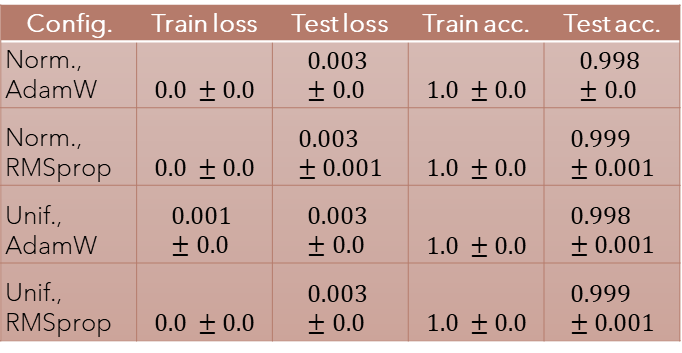 Config. Train loss Test loss Train acc. Test acc.
Norm., 0.003 0.998
AdamW 0.0 ± 0.0 ± 0.0 1.0 ± 0.0 ± 0.0
Norm., 0.003 0.999
RMSprop 0.0 ± 0.0 ± 0.001 1.0 ± 0.0 ± 0.001
Unif., 0.001 0.003 0.998
AdamW ± 0.0 ± 0.0 1.0 ± 0.0 ± 0.001
Unif., 0.003 0.999
RMSprop 0.0 ± 0.0 ± 0.0 1.0 ± 0.0 ± 0.001